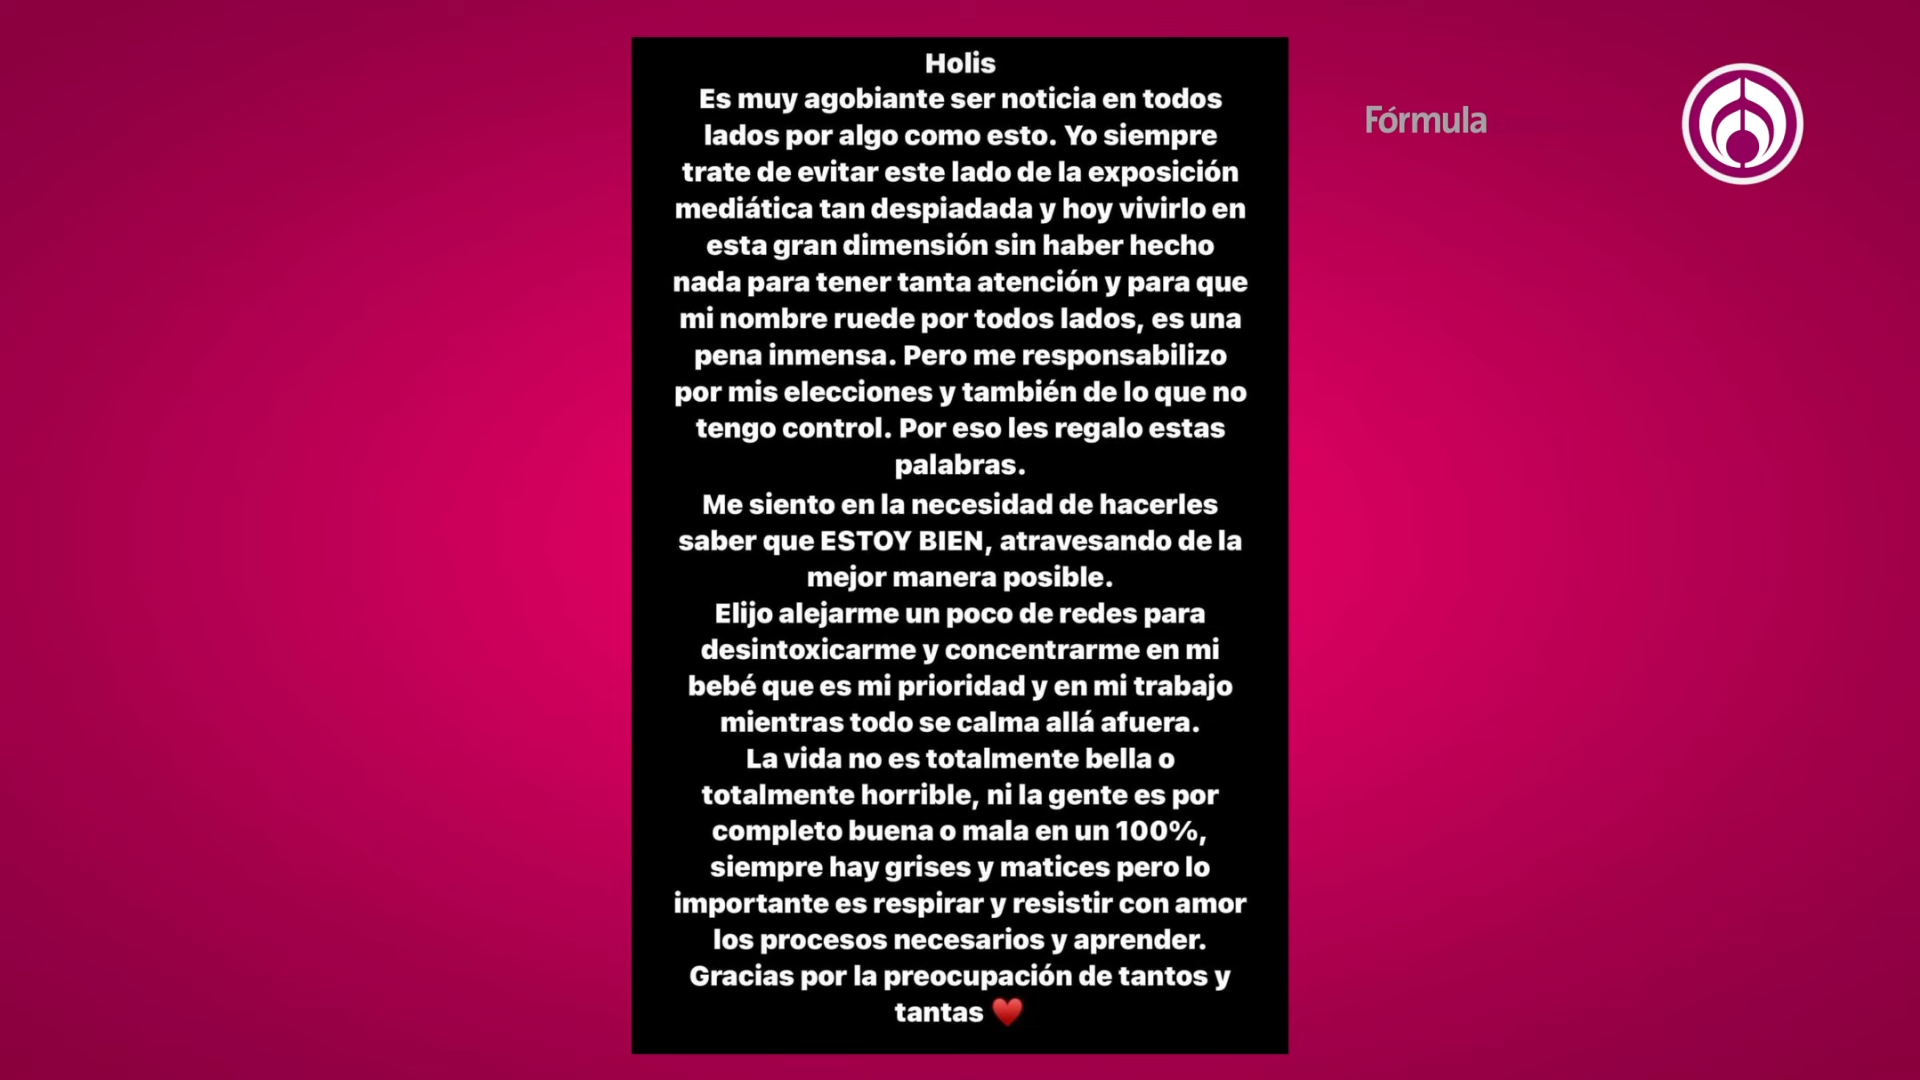 Holis
Es muy agobiante ser noticia en todos
lados por algo como esto. Yo siempre
trate de evitar este lado de la exposición
mediática tan despiadada y hoy vivirlo en
esta gran dimensión sin haber hecho
nada para tener tanta atención y para que
mi nombre ruede por todos lados, es una
pena inmensa. Pero me responsabilizo
por mis elecciones y también de lo que no
tengo control. Por eso les regalo estas
palabras.
Me siento en la necesidad de hacerles
saber que ESTOY BIEN, atravesando de la
mejor manera posible.
Elijo alejarme un poco de redes para
desintoxicarme y concentrarme en mi
bebé que es mi prioridad y en mi trabajo
mientras todo se calma allá afuera.
La vida no es totalmente bella o
totalmente horrible, ni la gente es por
completo buena o mala en un 100%,
siempre hay grises y matices pero lo
importante es respirar y resistir con amor
los procesos necesarios y aprender.
Gracias por la preocupación de tantos y
tantas ♥️
Fórmula